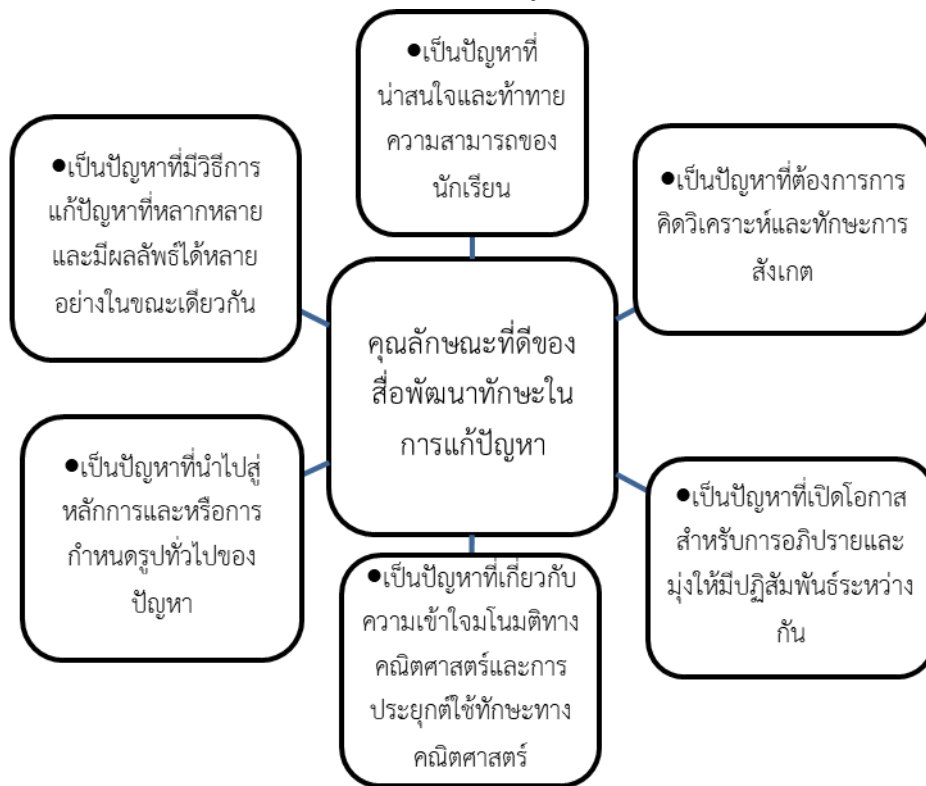 ●เป็นปัญหาที่
น่าสนใจและท้าทาย
ความสามารถของ
นักเรียน
●เป็นปัญหาที่ต้องการการ
คิดวิเคราะห์และทักษะการ
สังเกต
●เป็นปัญหาที่เปิดโอกาส
สำหรับการอภิปรายและ
มุ่งให้มีปฏิสัมพันธ์ระหว่าง
กัน
●เป็นปัญหาที่เกี่ยวกับ
ความเข้าใจมโนมติทาง
คณิตศาสตร์และการ
ประยุกต์ใช้ทักษะทาง
คณิตศาสตร์
●เป็นปัญหาที่นำไปสู่
หลักการและหรือการ
กำหนดรูปทั่วไปของ
ปัญหา
●เป็นปัญหาที่มีวิธีการ
แก้ปัญหาที่หลากหลาย
และมีผลลัพธ์ได้หลาย
อย่างในขณะเดียวกัน
คุณลักษณะที่ดีของ
สื่อพัฒนาทักษะใน
การแก้ปัญหา